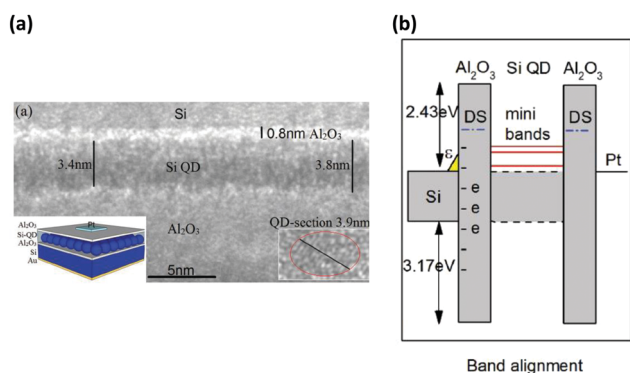 (a)
(a)
Si
0.8nm Al₂O₃
3.4nm
Si QD
3.8nm
Al₂O₃
QD-section 3.9nm
5nm
Pt
Al₂O₃
Si-QD
Al₂O₃
Si
Au
(b)
Al₂O₃ Si QD Al₂O₃
2.43eV
DS
mini
bands
DS
ε
Pt
Si
e
e
e
3.17eV
Band alignment